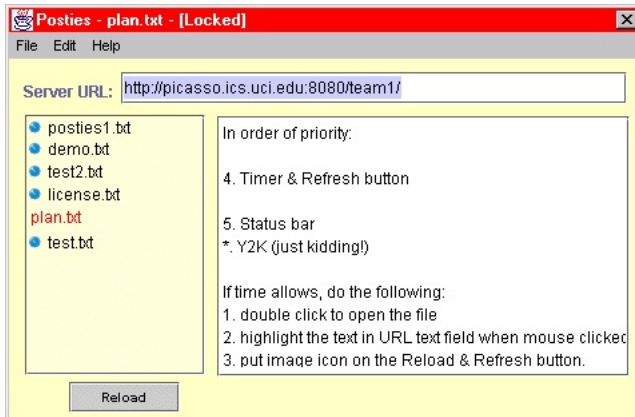 Posties - plan.txt - [Locked]
File Edit Help
Server URL: http://picasso.ics.uci.edu:8080/team1/
posties1.txt
demo.txt
test2.txt
license.txt
plan.txt
test.txt
In order of priority:
4. Timer & Refresh button
5. Status bar
*. Y2K (just kidding!)
If time allows, do the following:
1. double click to open the file
2. highlight the text in URL text field when mouse clicked
3. put image icon on the Reload & Refresh button.
Reload